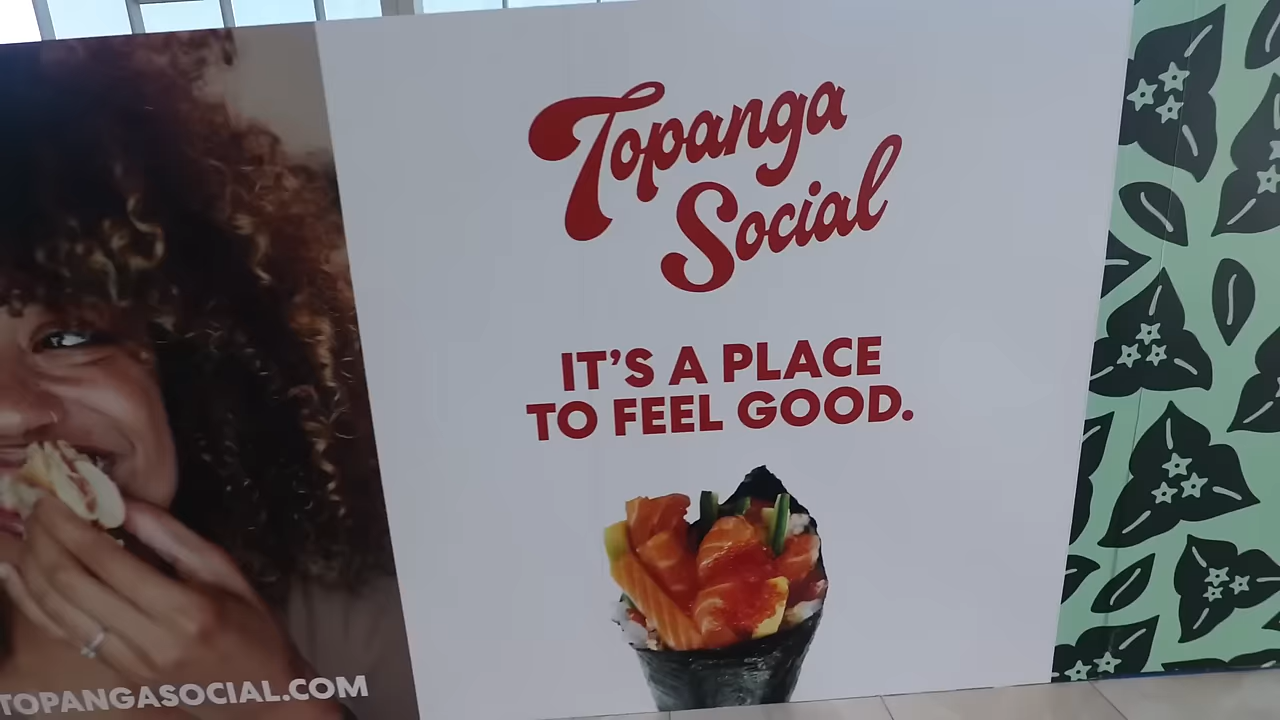 Topanga
Social
IT'S A PLACE
TO FEEL GOOD.
TOPANGASOCIAL.COM